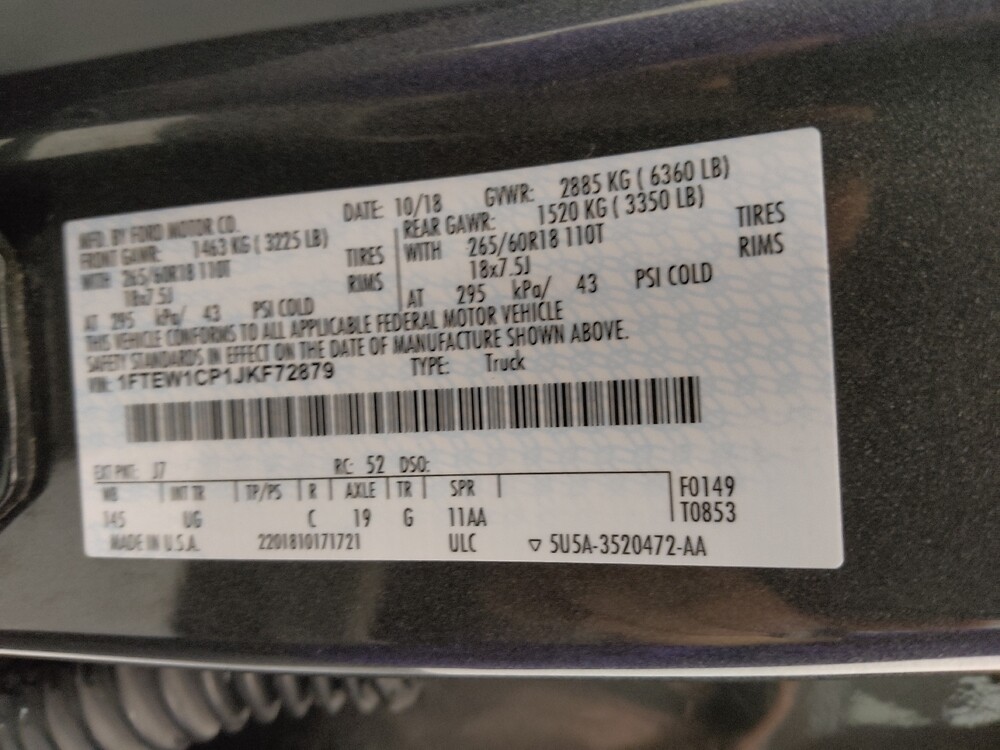 MFD. BY FORD MOTOR CO.
DATE: 10/18 GVWR: 2885 KG ( 6360 LB)
FRONT GAWR: 1463 KG ( 3225 LB)
WITH 265/60R18 110T TIRES
18x7.5J RIMS
AT 295 kPa/ 43 PSI COLD
REAR GAWR: 1520 KG ( 3350 LB)
WITH 265/60R18 110T TIRES
18x7.5J RIMS
AT 295 kPa/ 43 PSI COLD
THIS VEHICLE CONFORMS TO ALL APPLICABLE FEDERAL MOTOR VEHICLE
SAFETY STANDARDS IN EFFECT ON THE DATE OF MANUFACTURE SHOWN ABOVE.
VIN: 1FTEW1CP1JKF72879 TYPE: Truck
EXT PNT: J7 RC: 52 DSO:
WB INT TR TP/PS R AXLE TR SPR F0149
145 UG C 19 G 11AA T0853
MADE IN U.S.A. 2201810171721 ULC ▽ 5U5A-3520472-AA